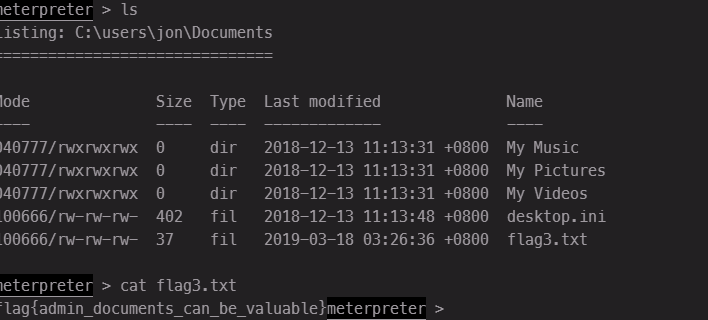 meterpreter > ls
Listing: C:\users\jon\Documents
===============================
Mode Size Type Last modified Name
---- ---- ---- ------------- ----
040777/rwxrwxrwx 0 dir 2018-12-13 11:13:31 +0800 My Music
040777/rwxrwxrwx 0 dir 2018-12-13 11:13:31 +0800 My Pictures
040777/rwxrwxrwx 0 dir 2018-12-13 11:13:31 +0800 My Videos
100666/rw-rw-rw- 402 fil 2018-12-13 11:13:48 +0800 desktop.ini
100666/rw-rw-rw- 37 fil 2019-03-18 03:26:36 +0800 flag3.txt
meterpreter > cat flag3.txt
flag{admin_documents_can_be_valuable}meterpreter >